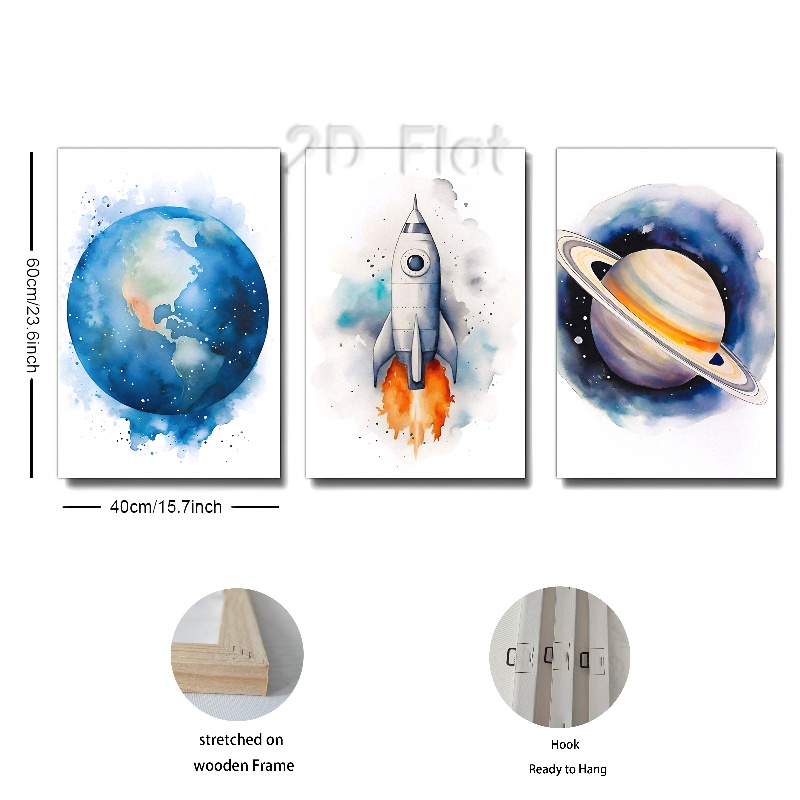 2D Flat
60cm/23.6inch
40cm/15.7inch
stretched on
wooden Frame
Hook
Ready to Hang